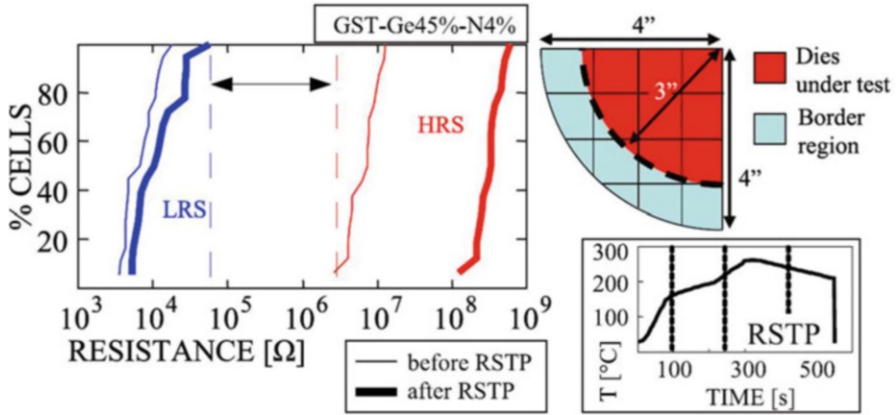 GST-Ge45%-N4%
% CELLS
80
60
40
20
LRS
HRS
10³ 10⁴ 10⁵ 10⁶ 10⁷ 10⁸ 10⁹
RESISTANCE [Ω]
before RSTP
after RSTP
4”
3”
4”
Dies
under test
Border
region
T [°C]
300
200
100
RSTP
100 300 500
TIME [s]